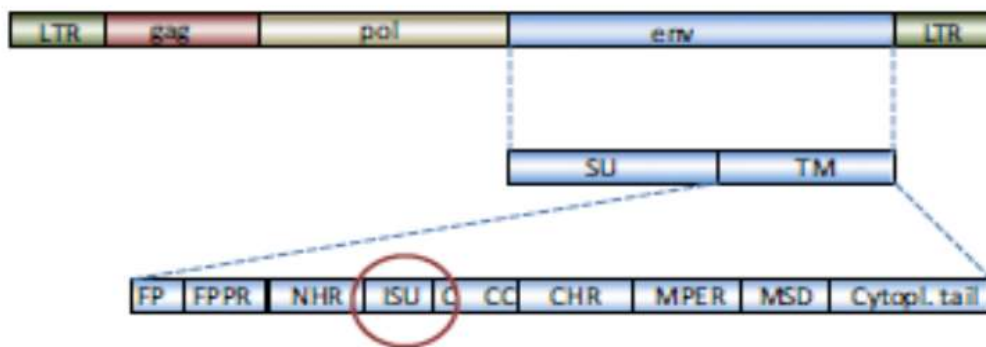 LTR gag pol env LTR
SU TM
FP FPPR NHR ISU C CC CHR MPER MSD Cytopl. tail